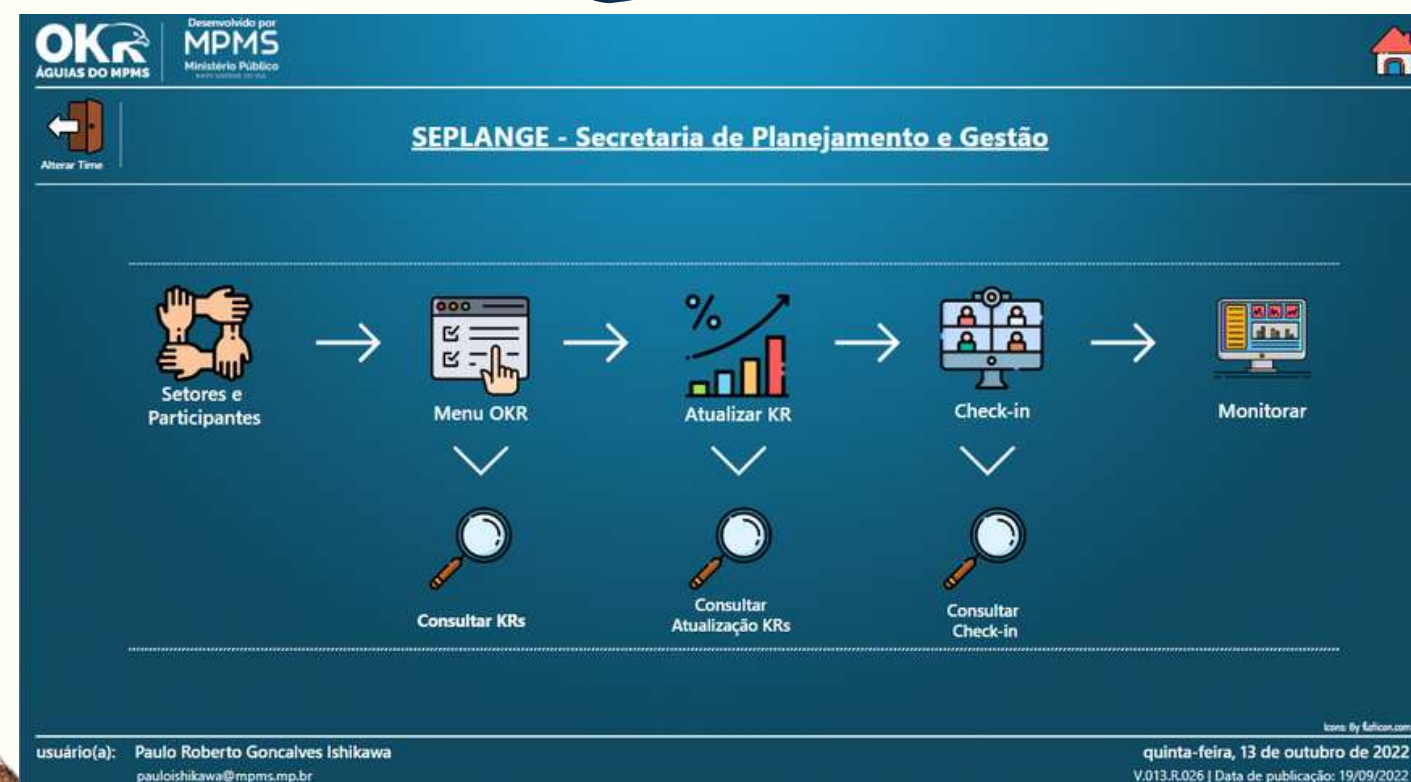 OKR
ÁGUIAS DO MPMS
Desenvolvido por
MPMS
Ministério Público
Alterar Time
SEPLANGE - Secretaria de Planejamento e Gestão
Setores e
Participantes
Menu OKR
Atualizar KR
Check-in
Monitorar
Consultar KRs
Consultar
Atualização KRs
Consultar
Check-in
Icons: By flaticon.com
usuário(a): Paulo Roberto Goncalves Ishikawa
pauloishikawa@mpms.mp.br
quinta-feira, 13 de outubro de 2022
V.013.R.026 | Data de publicação: 19/09/2022